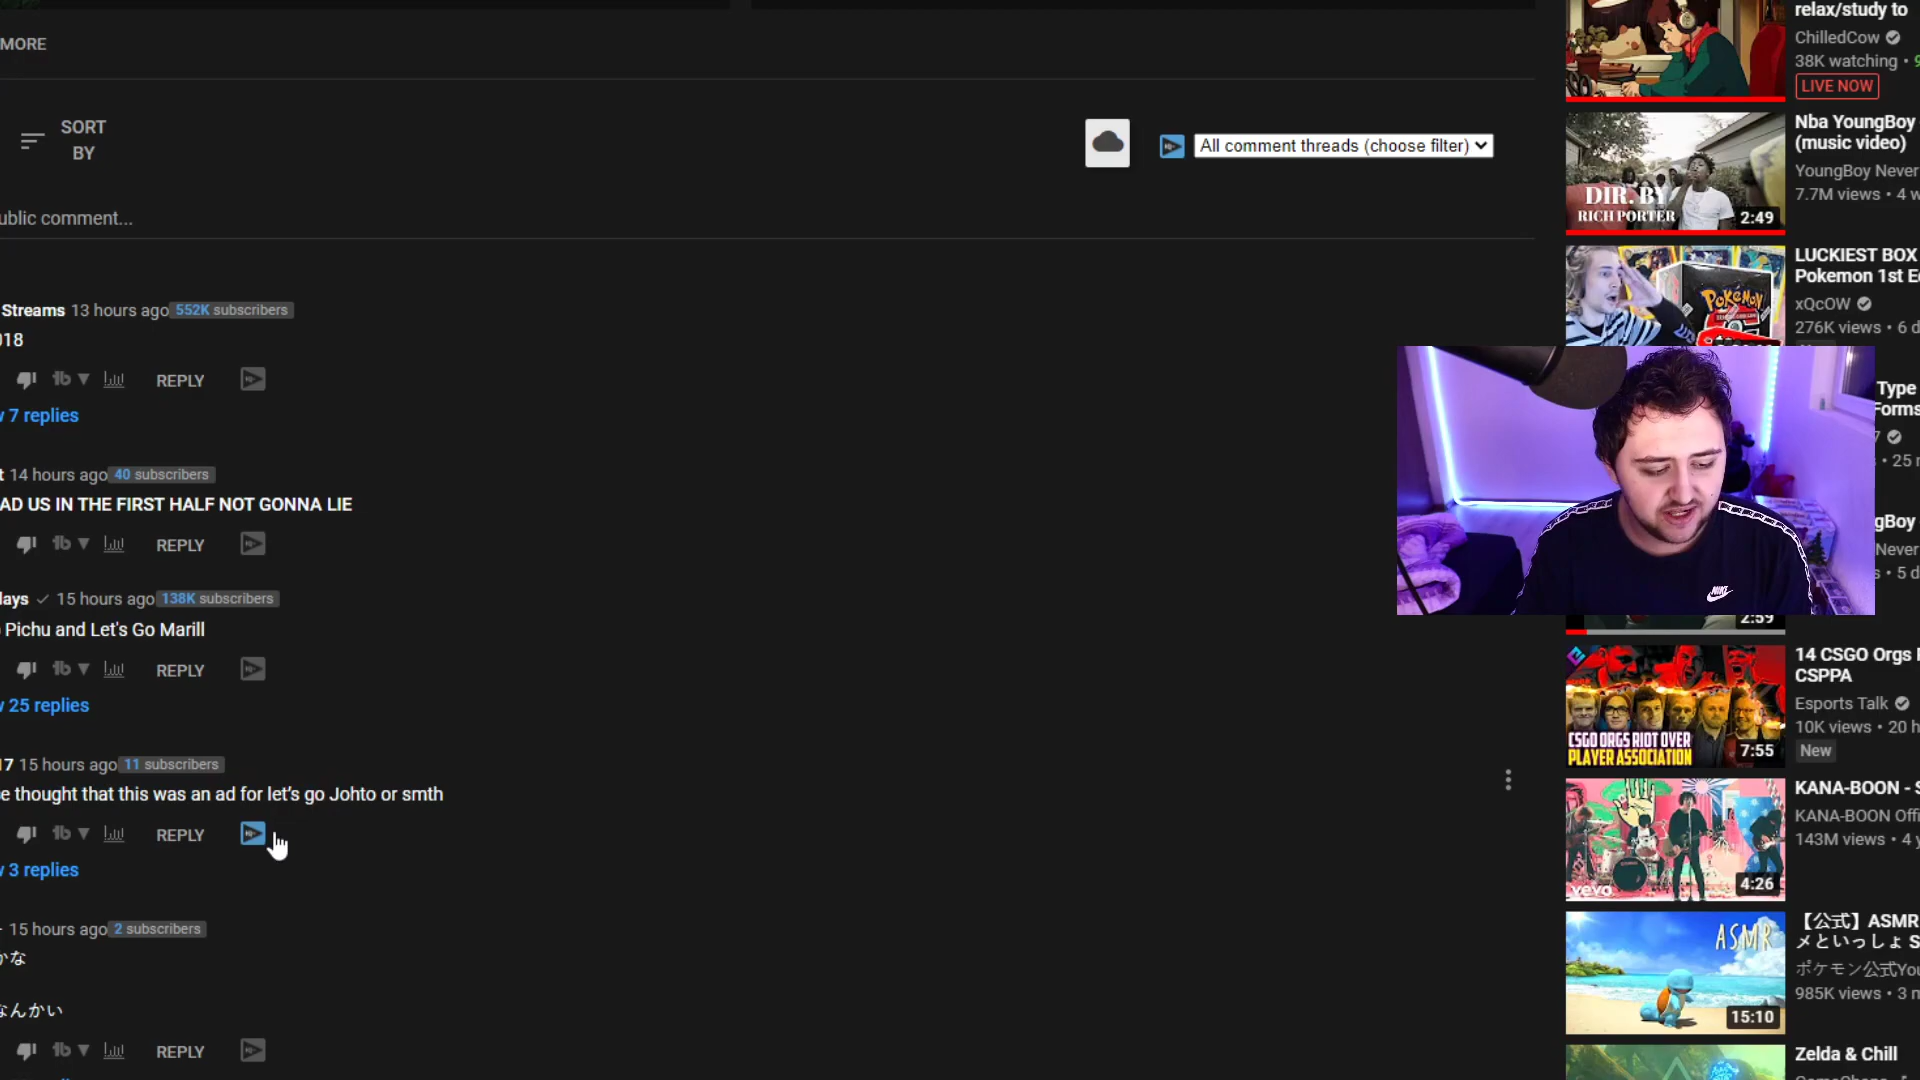 MORE
SORT
BY
All comment threads (choose filter)
ublic comment...
Streams 13 hours ago 552K subscribers
018
REPLY
7 replies
14 hours ago 40 subscribers
AD US IN THE FIRST HALF NOT GONNA LIE
REPLY
lays 15 hours ago 138K subscribers
Pichu and Let's Go Marill
REPLY
25 replies
17 15 hours ago 11 subscribers
e thought that this was an ad for let's go Johto or smth
REPLY
3 replies
15 hours ago 2 subscribers
かな
なんかい
REPLY
relax/study to
ChilledCow
38K watching •
LIVE NOW
DIR. BY
RICH PORTER
2:49
Nba YoungBoy
(music video)
YoungBoy Never
7.7M views • 4 w
POKéMON
LUCKIEST BOX
Pokemon 1st E
xQcOW
276K views • 6 d
Type
Forms
• 25 m
gBoy
Never
• 5 d
NIKE
2:59
CSGO ORGS RIOT OVER
PLAYER ASSOCIATION
7:55
14 CSGO Orgs
CSPPA
Esports Talk
10K views • 20 h
New
vevo
4:26
KANA-BOON - S
KANA-BOON Offi
143M views • 4 y
ASMR
15:10
【公式】ASMR
メといっしょ S
ポケモン公式You
985K views • 3 m
Zelda & Chill